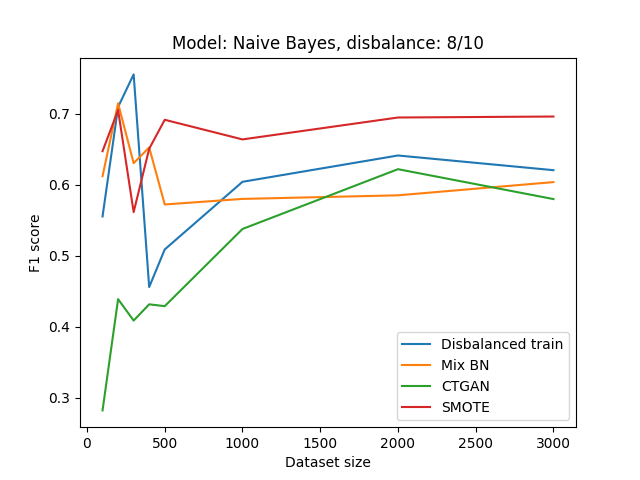 Model: Naive Bayes, disbalance: 8/10
F1 score
0.7
0.6
0.5
0.4
0.3
0
500
1000
1500
2000
2500
3000
Dataset size
Disbalanced train
Mix BN
CTGAN
SMOTE